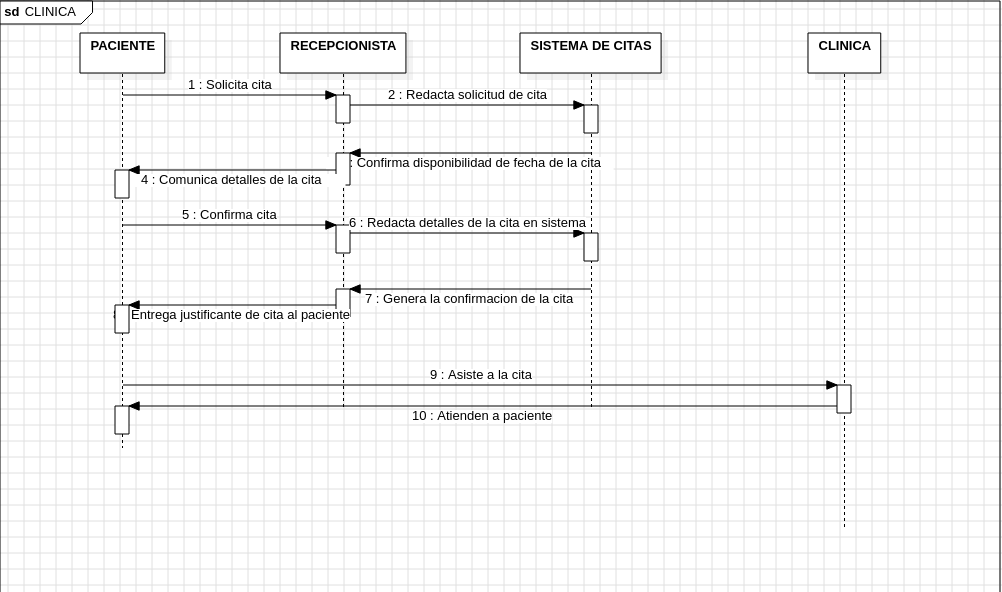 sd CLINICA
PACIENTE
RECEPCIONISTA
SISTEMA DE CITAS
CLINICA
1 : Solicita cita
2 : Redacta solicitud de cita
: Confirma disponibilidad de fecha de la cita
4 : Comunica detalles de la cita
5 : Confirma cita
6 : Redacta detalles de la cita en sistema
7 : Genera la confirmacion de la cita
Entrega justificante de cita al paciente
9 : Asiste a la cita
10 : Atienden a paciente